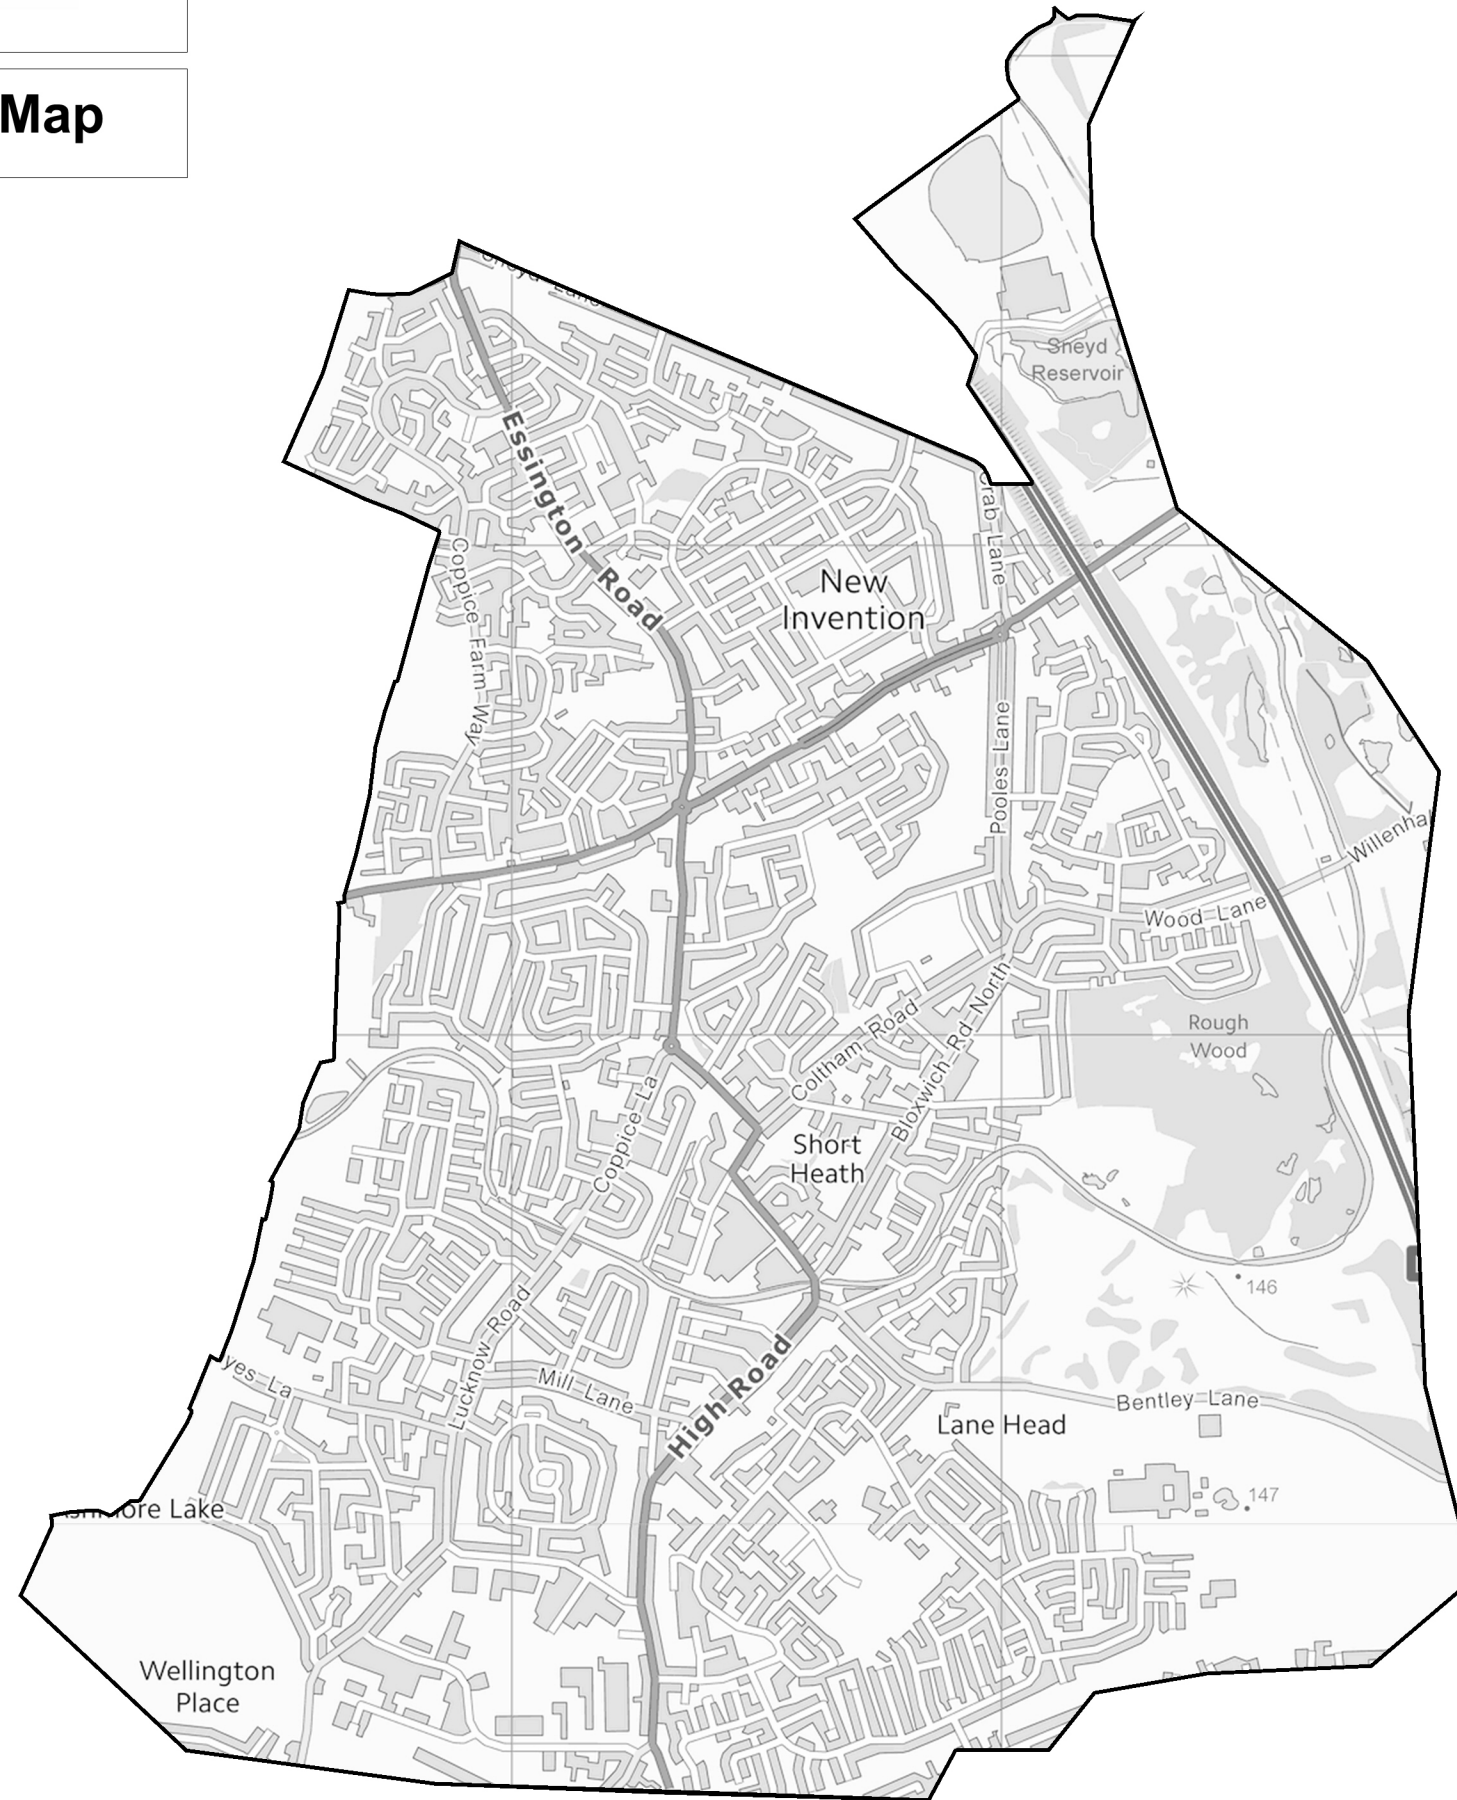 Map
Sneyd
Reservoir
Essington Road
Crab Lane
Coppice Farm Way
New
Invention
Pooles Lane
Wood Lane
Rough
Wood
Coltham Road
Bloxwich Rd North
Coppice La
Short
Heath
146
Lucknow Road
Mill Lane
High Road
Bentley Lane
Lane Head
147
Lake
Wellington
Place